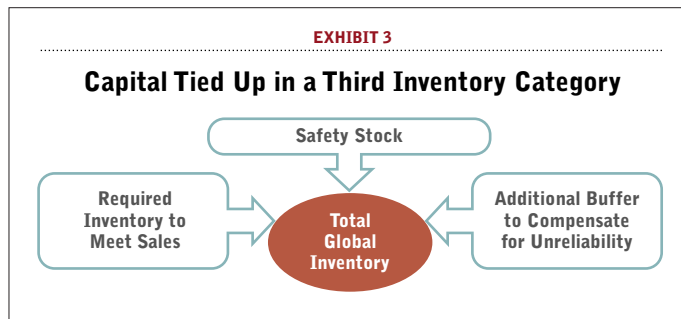 EXHIBIT 3
Capital Tied Up in a Third Inventory Category
Safety Stock
Required
Inventory to
Meet Sales
Total
Global
Inventory
Additional Buffer
to Compensate
for Unreliability